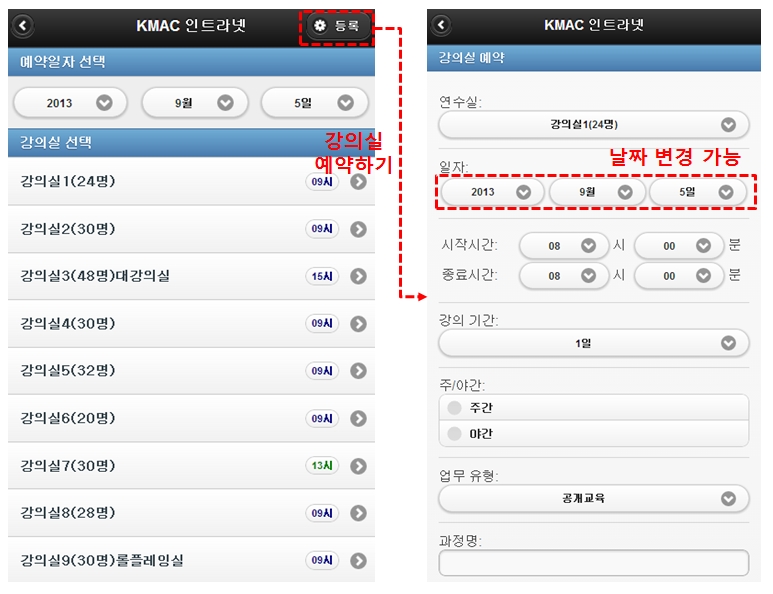 KMAC 인트라넷
등록
예약일자 선택
2013 9월 5일
강의실 선택
강의실1(24명) 09시
강의실2(30명) 09시
강의실3(48명)대강의실 15시
강의실4(30명) 09시
강의실5(32명) 09시
강의실6(20명) 09시
강의실7(30명) 13시
강의실8(28명) 09시
강의실9(30명)롤플레잉실 09시
강의실
예약하기
KMAC 인트라넷
강의실 예약
연수실:
강의실1(24명)
날짜 변경 가능
일자:
2013 9월 5일
시작시간: 08 시 00 분
종료시간: 08 시 00 분
강의 기간:
1일
주/야간:
주간
야간
업무 유형:
공개교육
과정명: